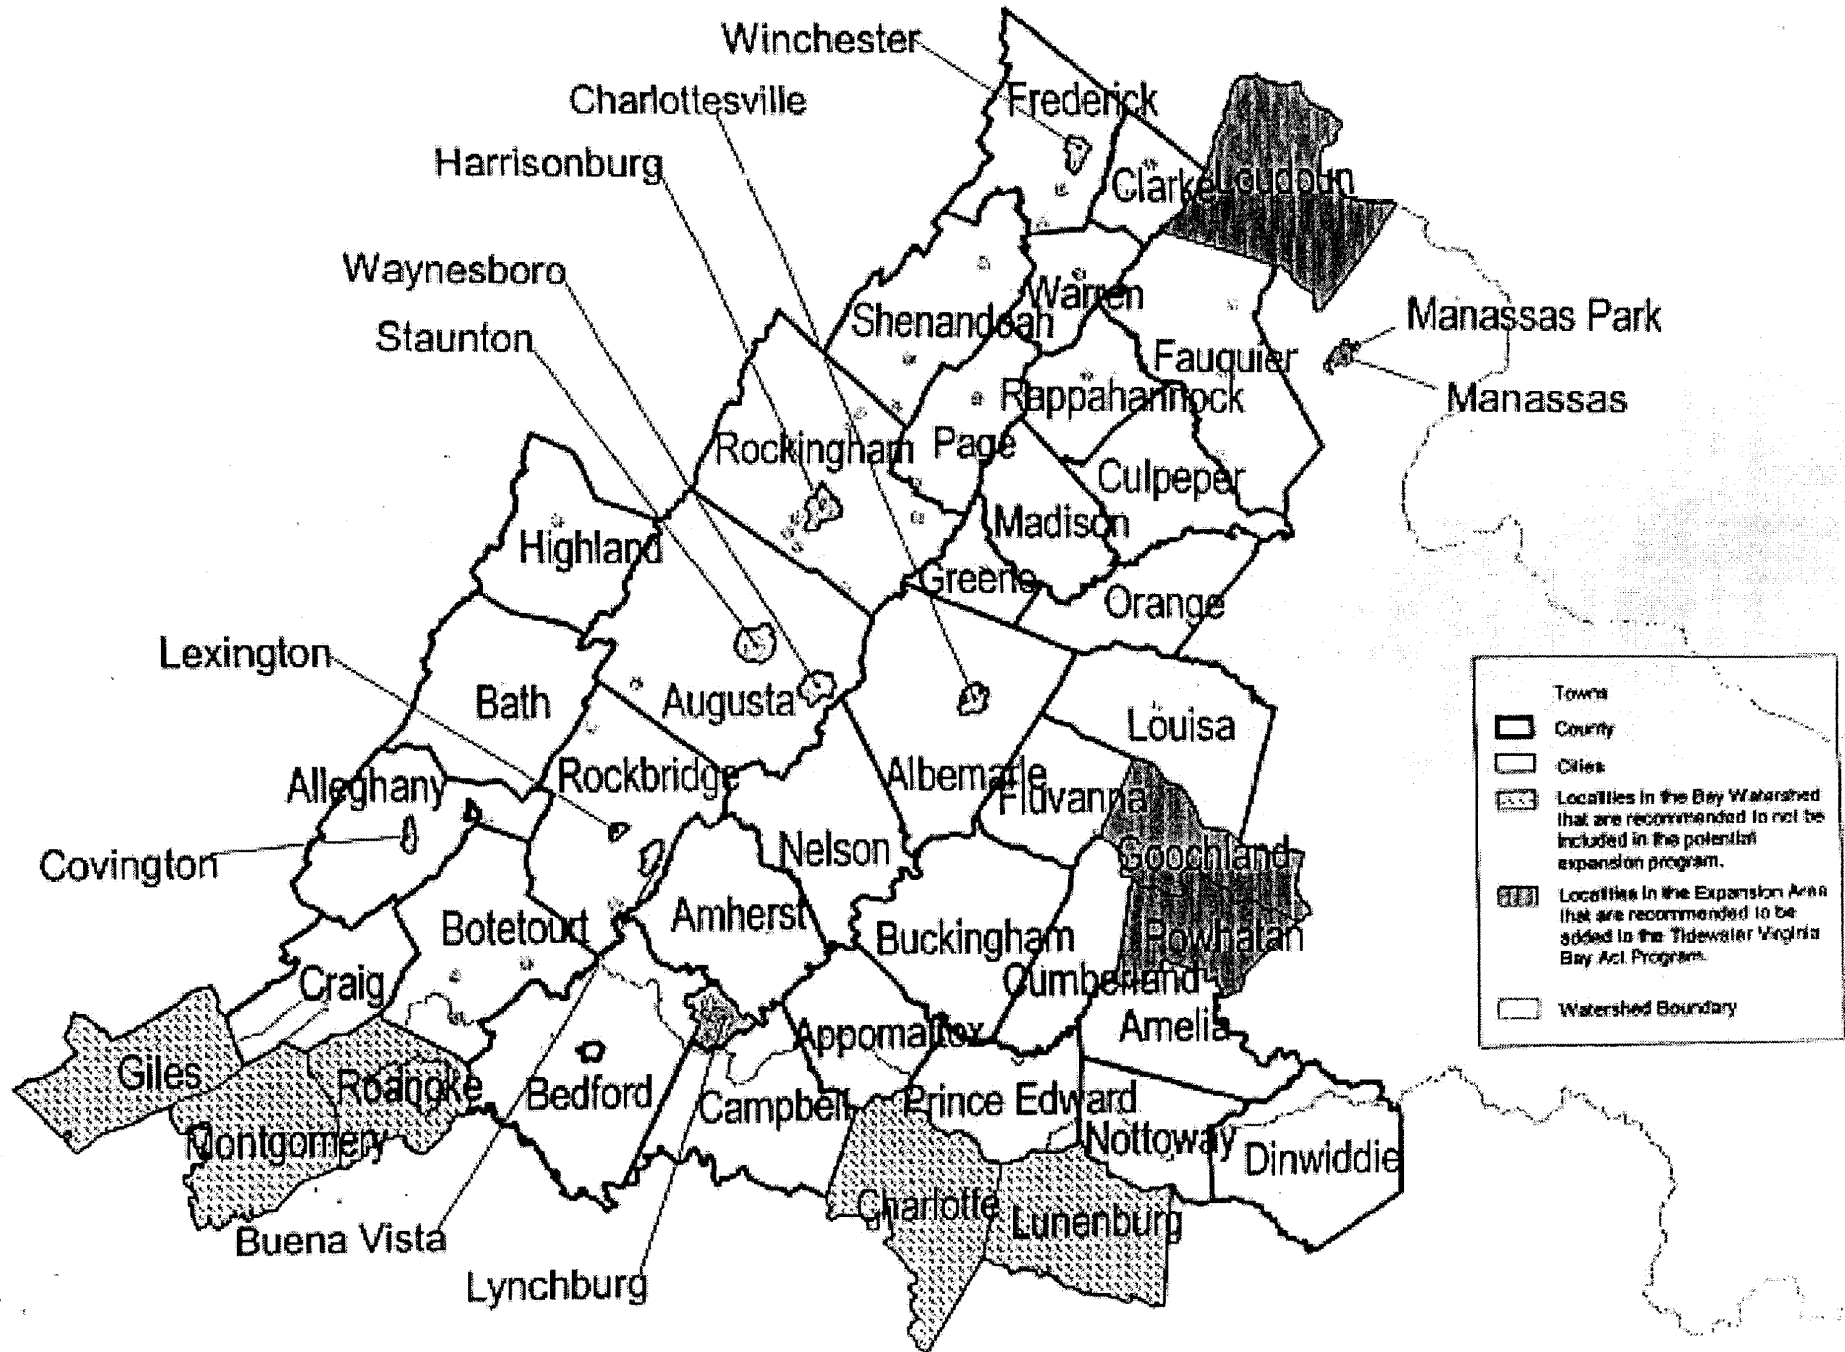 Winchester
Charlottesville
Frederick
Harrisonburg
Clarke
Loudoun
Waynesboro
Warren
Shenandoah
Manassas Park
Staunton
Fauquier
Rappahannock
Manassas
Rockingham
Page
Culpeper
Madison
Highland
Greene
Orange
Lexington
Bath
Augusta
Louisa
Alleghany
Rockbridge
Albemarle
Fluvanna
Covington
Nelson
Goochland
Botetourt
Amherst
Buckingham
Powhatan
Craig
Cumberland
Appomattox
Amelia
Giles
Roanoke
Bedford
Campbell
Prince Edward
Montgomery
Nottoway
Dinwiddie
Charlotte
Lunenburg
Buena Vista
Lynchburg
Towns
County
Cities
Localities in the Bay Watershed
that are recommended to not be
included in the potential
expansion program.
Localities in the Expansion Area
that are recommended to be
added to the Tidewater Virginia
Bay Act Program.
Watershed Boundary